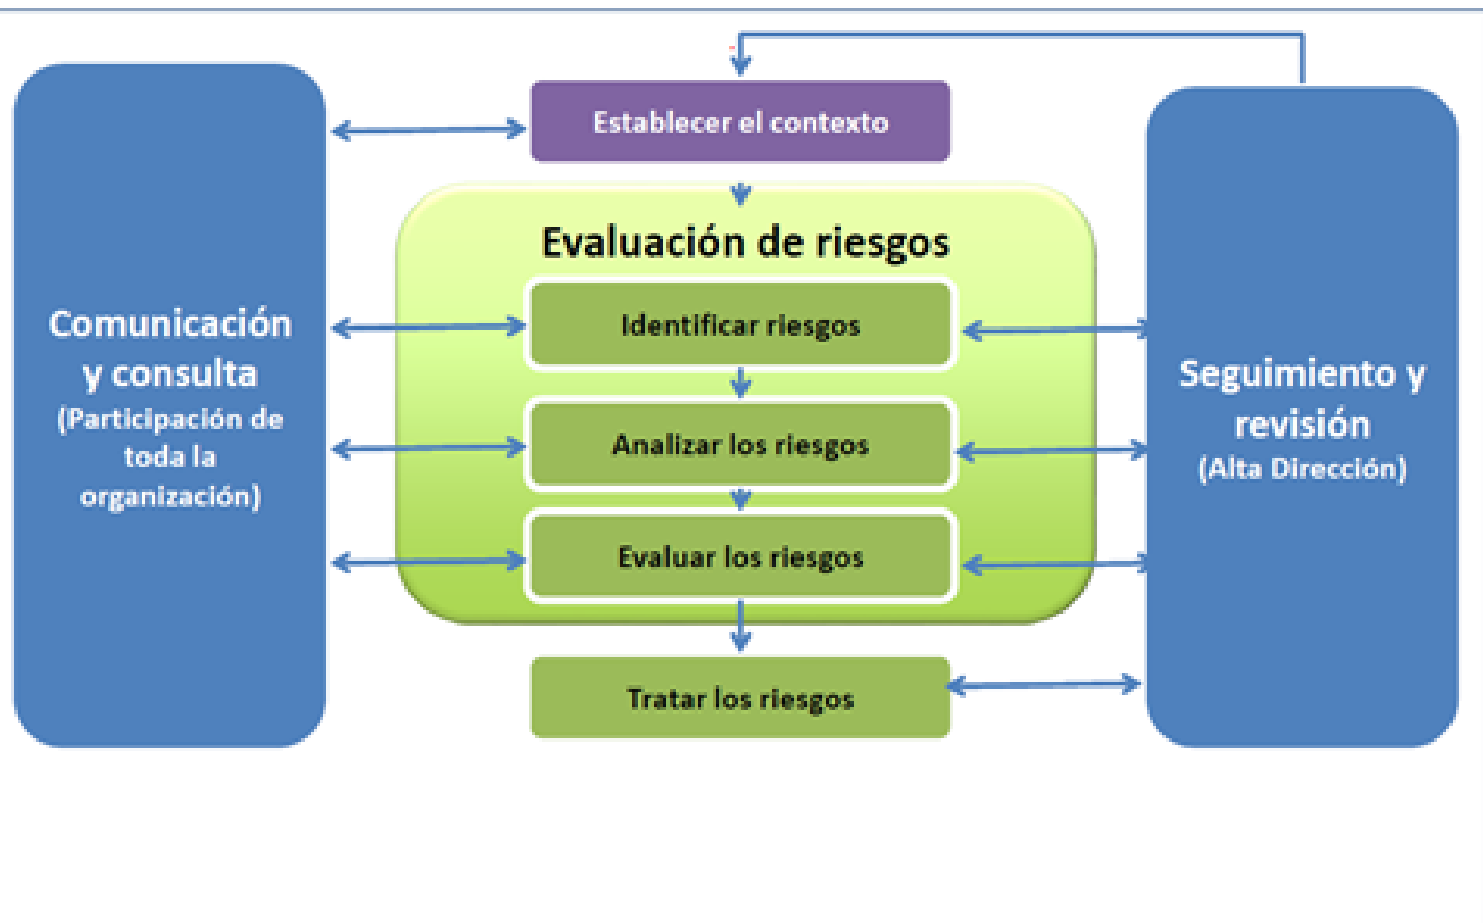 Establecer el contexto
Evaluación de riesgos
Identificar riesgos
Analizar los riesgos
Evaluar los riesgos
Tratar los riesgos
Comunicación
y consulta
(Participación de
toda la
organización)
Seguimiento y
revisión
(Alta Dirección)